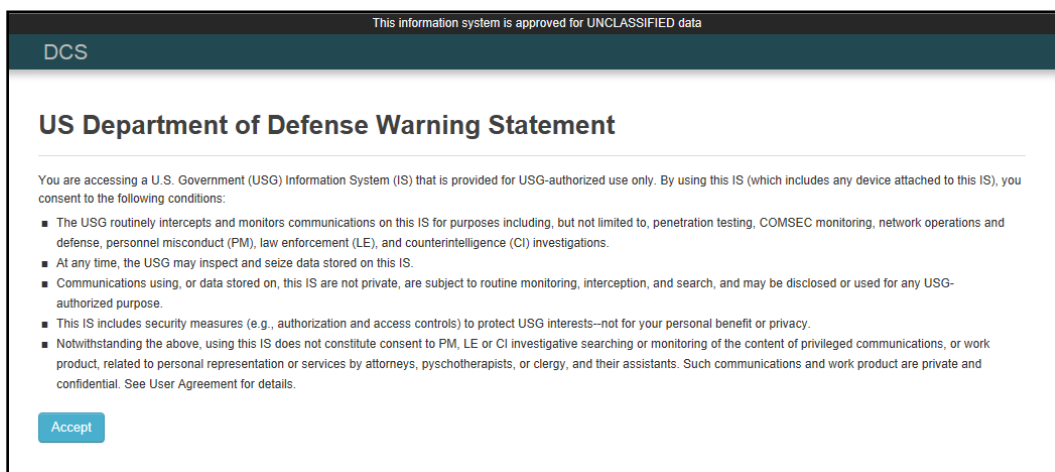 This information system is approved for UNCLASSIFIED data
DCS
US Department of Defense Warning Statement
You are accessing a U.S. Government (USG) Information System (IS) that is provided for USG-authorized use only. By using this IS (which includes any device attached to this IS), you
consent to the following conditions:
■ The USG routinely intercepts and monitors communications on this IS for purposes including, but not limited to, penetration testing, COMSEC monitoring, network operations and
defense, personnel misconduct (PM), law enforcement (LE), and counterintelligence (CI) investigations.
■ At any time, the USG may inspect and seize data stored on this IS.
■ Communications using, or data stored on, this IS are not private, are subject to routine monitoring, interception, and search, and may be disclosed or used for any USG-
authorized purpose.
■ This IS includes security measures (e.g., authorization and access controls) to protect USG interests--not for your personal benefit or privacy.
■ Notwithstanding the above, using this IS does not constitute consent to PM, LE or CI investigative searching or monitoring of the content of privileged communications, or work
product, related to personal representation or services by attorneys, pyschotherapists, or clergy, and their assistants. Such communications and work product are private and
confidential. See User Agreement for details.
Accept